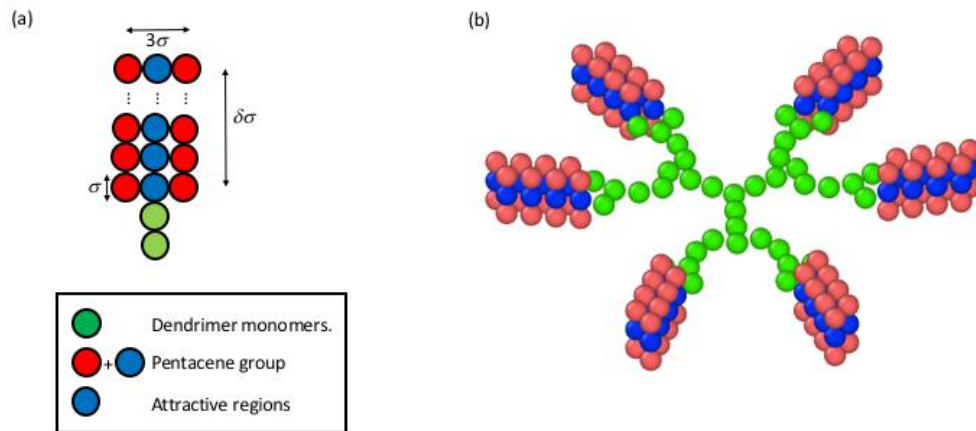 (a)
3σ
δσ
σ
Dendrimer monomers.
+ Pentacene group
Attractive regions
(b)